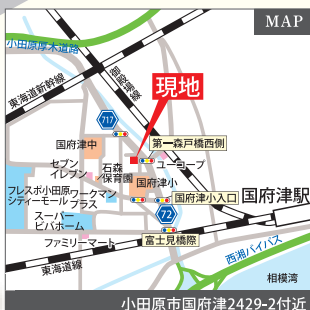 MAP
小田原厚木道路
東海道新幹線
御殿場線
現地
717
第一森戸橋西側
国府津中
ユーコープ
セブン
イレブン
石森
保育園
国府津小
フレスポ小田原
シティーモール
ワークマン
プラス
国府津小入口
国府津駅
72
スーパー
ビバホーム
富士見橋際
ファミリーマート
西湘バイパス
東海道線
相模湾
小田原市国府津2429-2付近